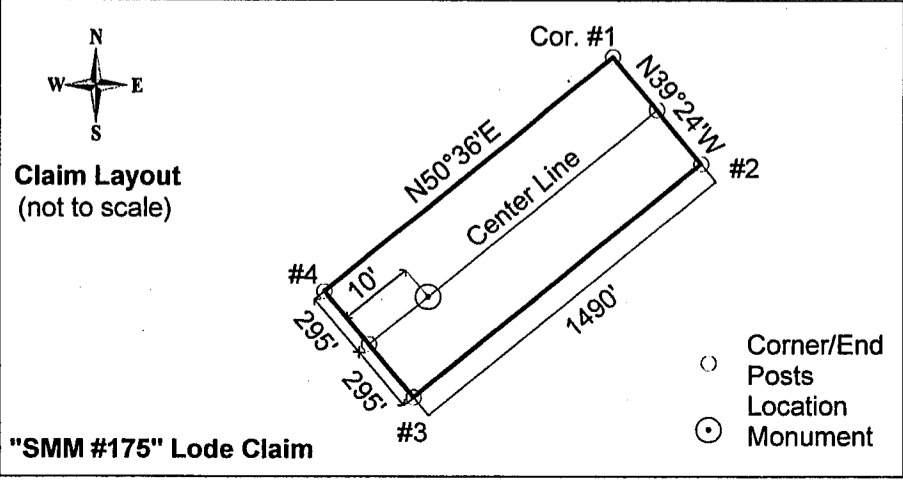 N
W E
S
Claim Layout
(not to scale)
Cor. #1
N39°24'W
#2
N50°36'E
Center Line
#4
10'
295'
295'
1490'
#3
Corner/End
Posts
Location
Monument
"SMM #175" Lode Claim